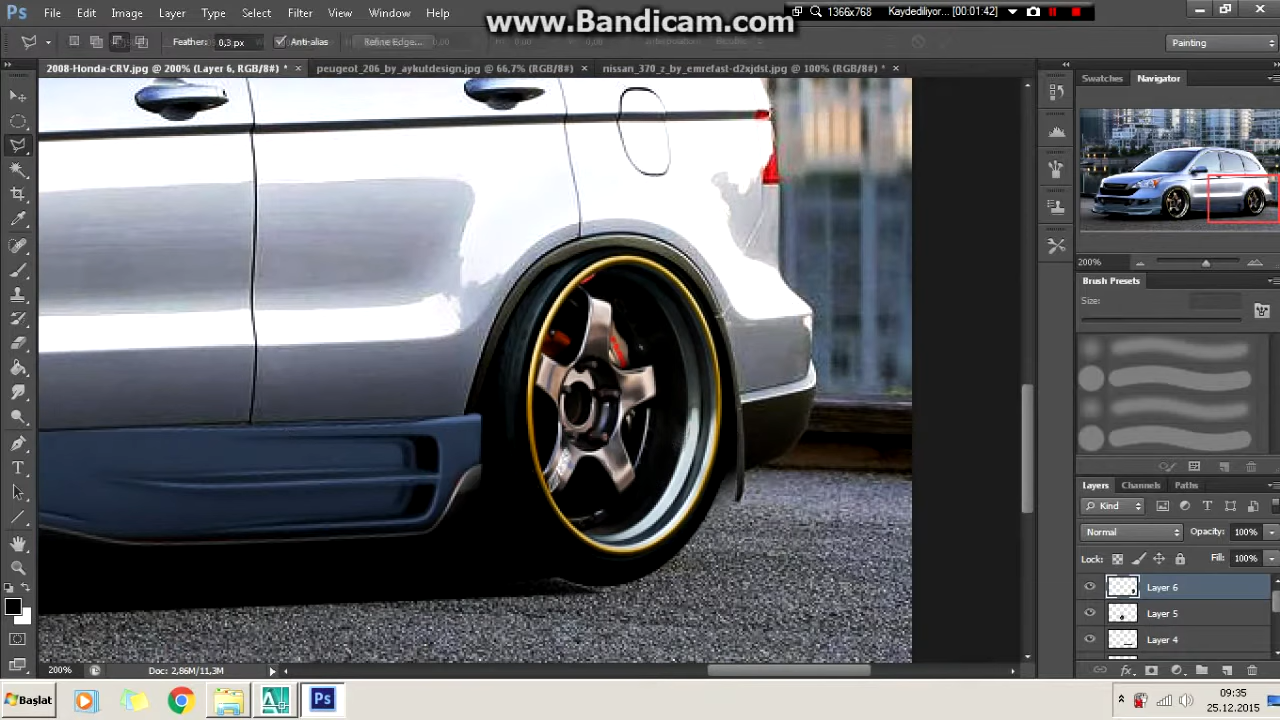 www.Bandicam.com
1366x768 Kaydediliyor... [00:01:42]
Ps File Edit Image Layer Type Select Filter View Window Help
Feather: 0,3 px Anti-alias Refine Edge... Painting
2008-Honda-CRV.jpg @ 200% (Layer 6, RGB/8#) * × peugeot_206_by_aykutdesign.jpg @ 66,7% (RGB/8#) × nissan_370_z_by_emrefast-d2xjdst.jpg @ 100% (RGB/8#) * ×
Swatches Navigator
200%
Brush Presets
Size:
Layers Channels Paths
Kind
Normal Opacity: 100%
Lock: Fill: 100%
Layer 6
Layer 5
Layer 4
200% Doc: 2,86M/11,3M
Başlat Ps
09:35
25.12.2015